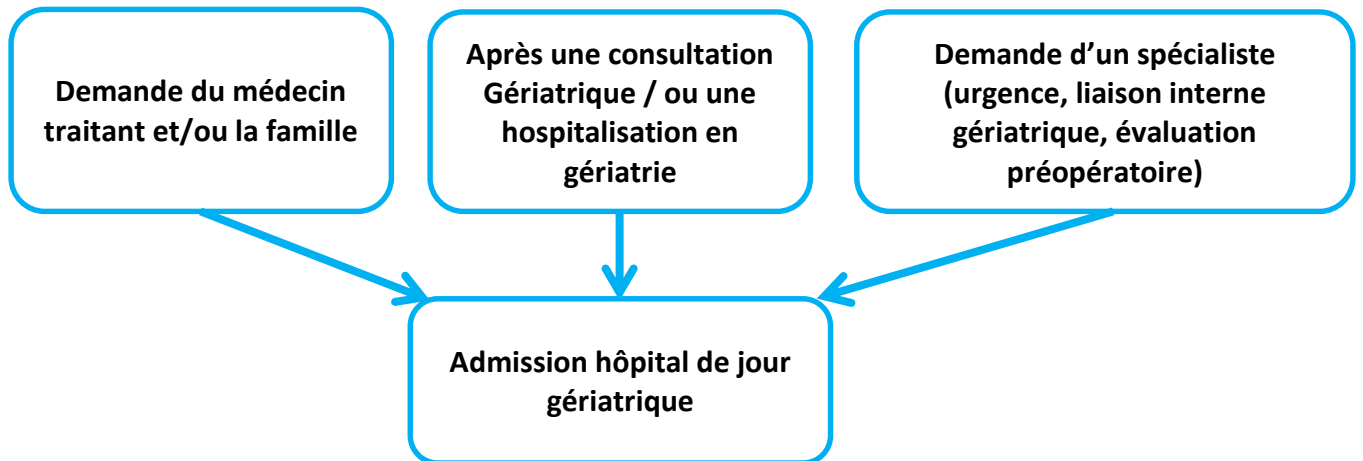 Demande du médecin
traitant et/ou la famille
Après une consultation
Gériatrique / ou une
hospitalisation en
gériatrie
Demande d’un spécialiste
(urgence, liaison interne
gériatrique, évaluation
préopératoire)
Admission hôpital de jour
gériatrique